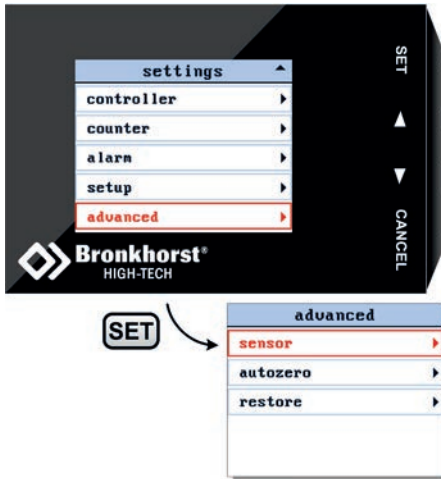 settings
controller
counter
alarm
setup
advanced
SET
CANCEL
Bronkhorst®
HIGH-TECH
SET
advanced
sensor
autozero
restore